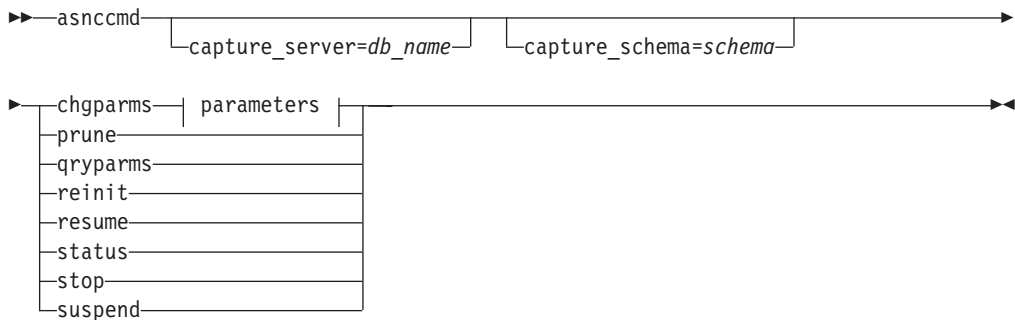 asnccmd
capture_server=db_name capture_schema=schema
chgparms parameters
prune
qryparms
reinit
resume
status
stop
suspend